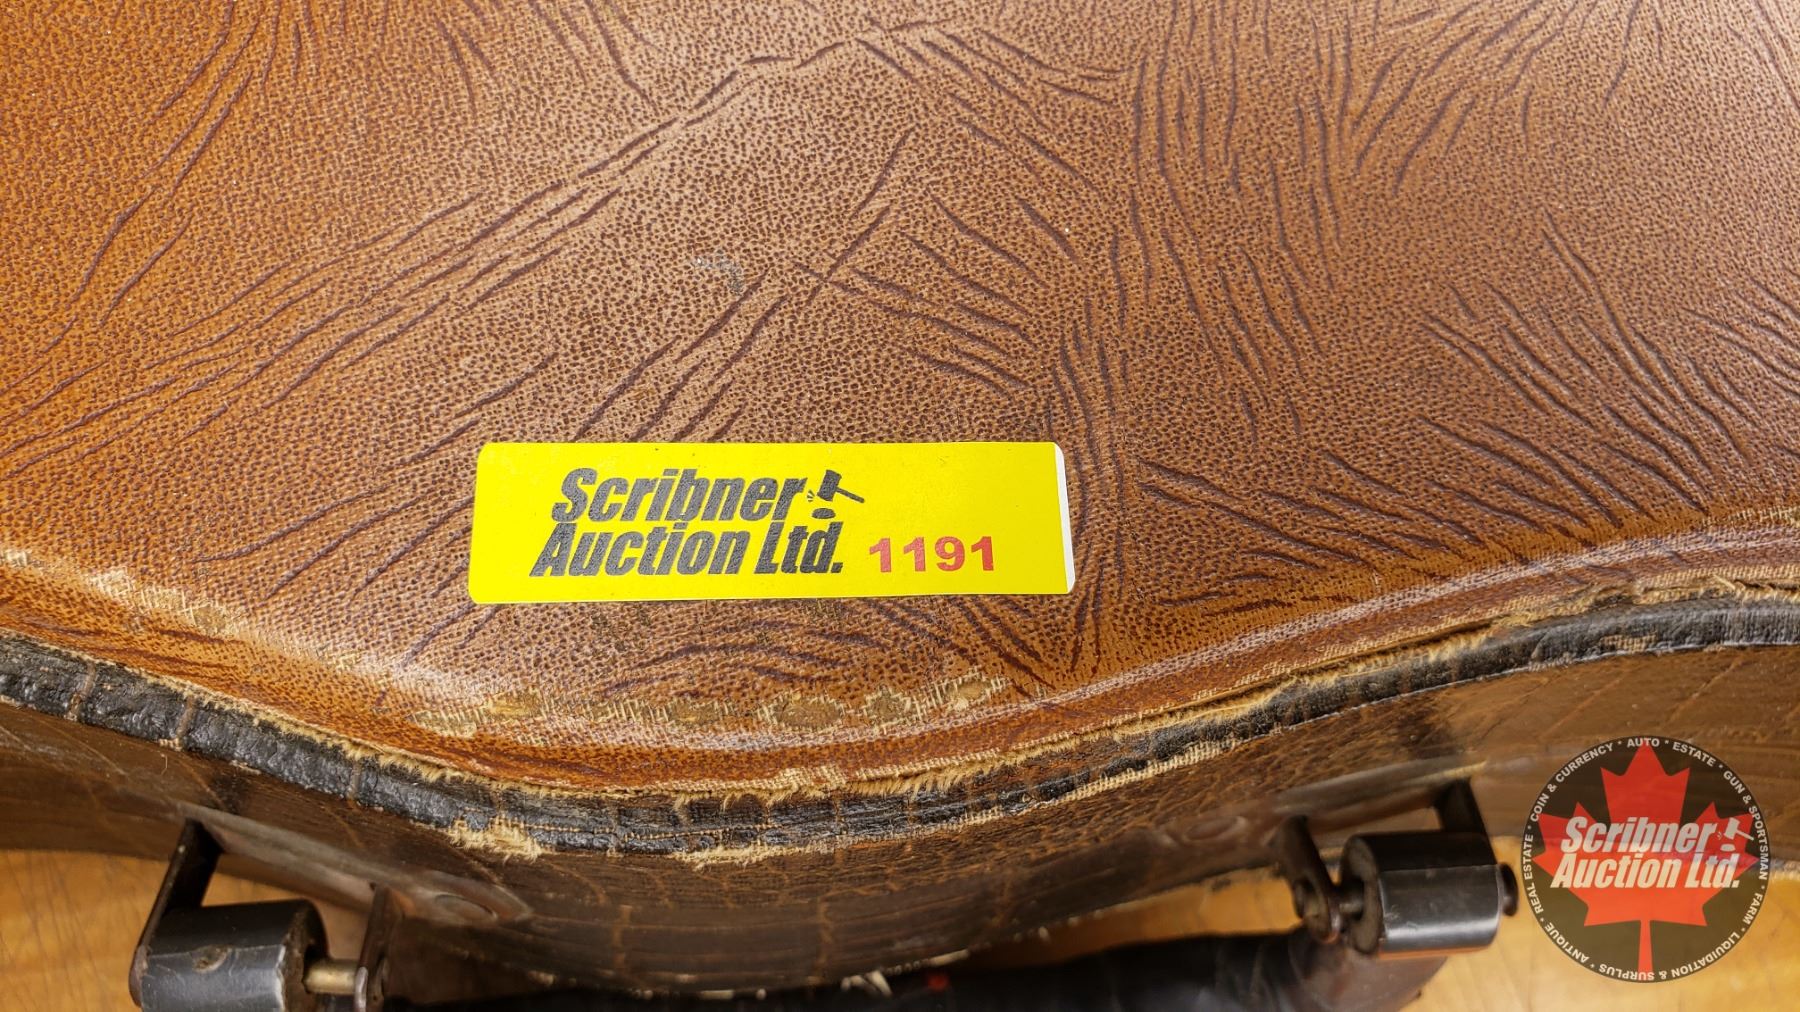 Scribner
Auction Ltd. 1191
COIN & CURRENCY * AUTO * ESTATE * GUN & SPORTSMAN * FARM * LIQUIDATION & SURPLUS * ANTIQUE * REAL ESTATE *
Scribner
Auction Ltd.